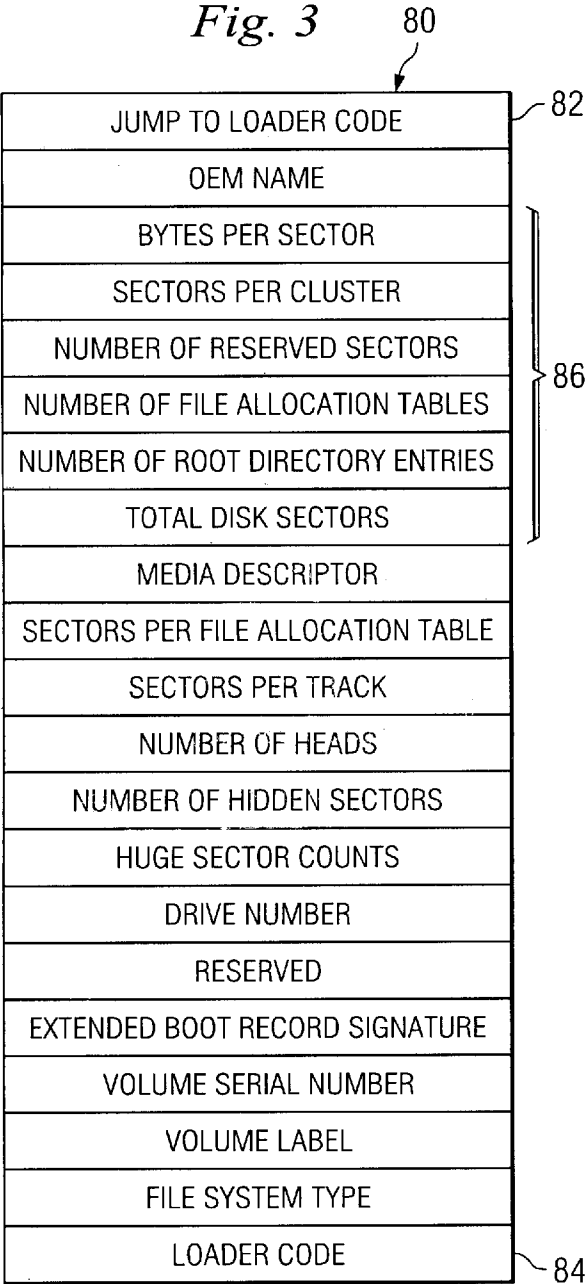 Fig. 3
80
JUMP TO LOADER CODE
82
OEM NAME
BYTES PER SECTOR
SECTORS PER CLUSTER
NUMBER OF RESERVED SECTORS
86
NUMBER OF FILE ALLOCATION TABLES
NUMBER OF ROOT DIRECTORY ENTRIES
TOTAL DISK SECTORS
MEDIA DESCRIPTOR
SECTORS PER FILE ALLOCATION TABLE
SECTORS PER TRACK
NUMBER OF HEADS
NUMBER OF HIDDEN SECTORS
HUGE SECTOR COUNTS
DRIVE NUMBER
RESERVED
EXTENDED BOOT RECORD SIGNATURE
VOLUME SERIAL NUMBER
VOLUME LABEL
FILE SYSTEM TYPE
LOADER CODE
84